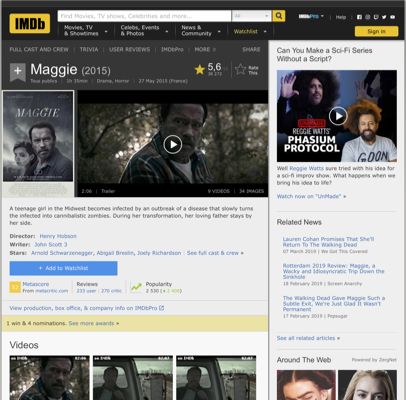 IMDb
Find Movies, TV shows, Celebrities and more...
All
IMDbPro
Help
Movies, TV
& Showtimes
Celebs, Events
& Photos
News &
Community
Watchlist
Sign in
FULL CAST AND CREW | TRIVIA | USER REVIEWS | IMDbPro | MORE
SHARE
Maggie (2015)
Tous publics | 1h 35min | Drama, Horror | 27 May 2015 (France)
5,6
Rate
This
MAGGIE
2:06 | Trailer
9 VIDEOS | 34 IMAGES
A teenage girl in the Midwest becomes infected by an outbreak of a disease that slowly turns
the infected into cannibalistic zombies. During her transformation, her loving father stays by
her side.
Director: Henry Hobson
Writer: John Scott 3
Stars: Arnold Schwarzenegger, Abigail Breslin, Joely Richardson | See full cast & crew »
+ Add to Watchlist
Metascore
From metacritic.com
Reviews
233 user | 270 critic
Popularity
2 530
View production, box office, & company info on IMDbPro
1 win & 4 nominations. See more awards »
Videos
02:06
02:06
Can You Make a Sci-Fi Series
Without a Script?
REGGIE WATTS'
PHASIUM
PROTOCOL
Well Reggie Watts sure tried with his idea for
a sci-fi improv show. What happens when we
bring his idea to life?
Watch now on "UnMade" »
Related News
Lauren Cohan Promises That She'll
Return To The Walking Dead
07 March 2019 | We Got This Covered
Rotterdam 2019 Review: Maggie, a
Wacky and Idiosyncratic Trip Down the
Sinkhole
18 February 2019 | Screen Anarchy
The Walking Dead Gave Maggie Such a
Subtle Exit, We're Just Glad It Wasn't
Permanent
17 February 2019 | Popsugar
See all related articles »
Around The Web
Powered by ZergNet